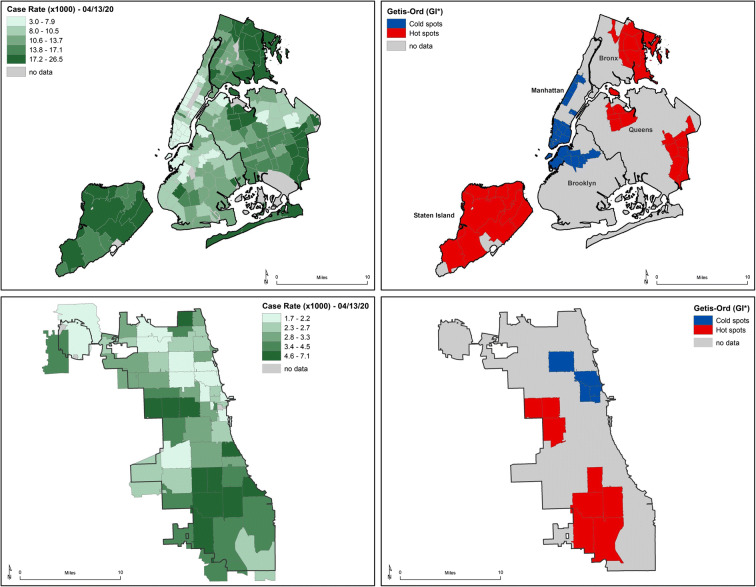 Case Rate (x1000) - 04/13/20
3.0 - 7.9
8.0 - 10.5
10.6 - 13.7
13.8 - 17.1
17.2 - 26.5
no data
N
0
Miles
10
Getis-Ord (GI*)
Cold spots
Hot spots
no data
Bronx
Manhattan
Queens
Brooklyn
Staten Island
N
0
Miles
10
Case Rate (x1000) - 04/13/20
1.7 - 2.2
2.3 - 2.7
2.8 - 3.3
3.4 - 4.5
4.6 - 7.1
no data
N
0
Miles
10
Getis-Ord (GI*)
Cold spots
Hot spots
no data
N
0
Miles
10